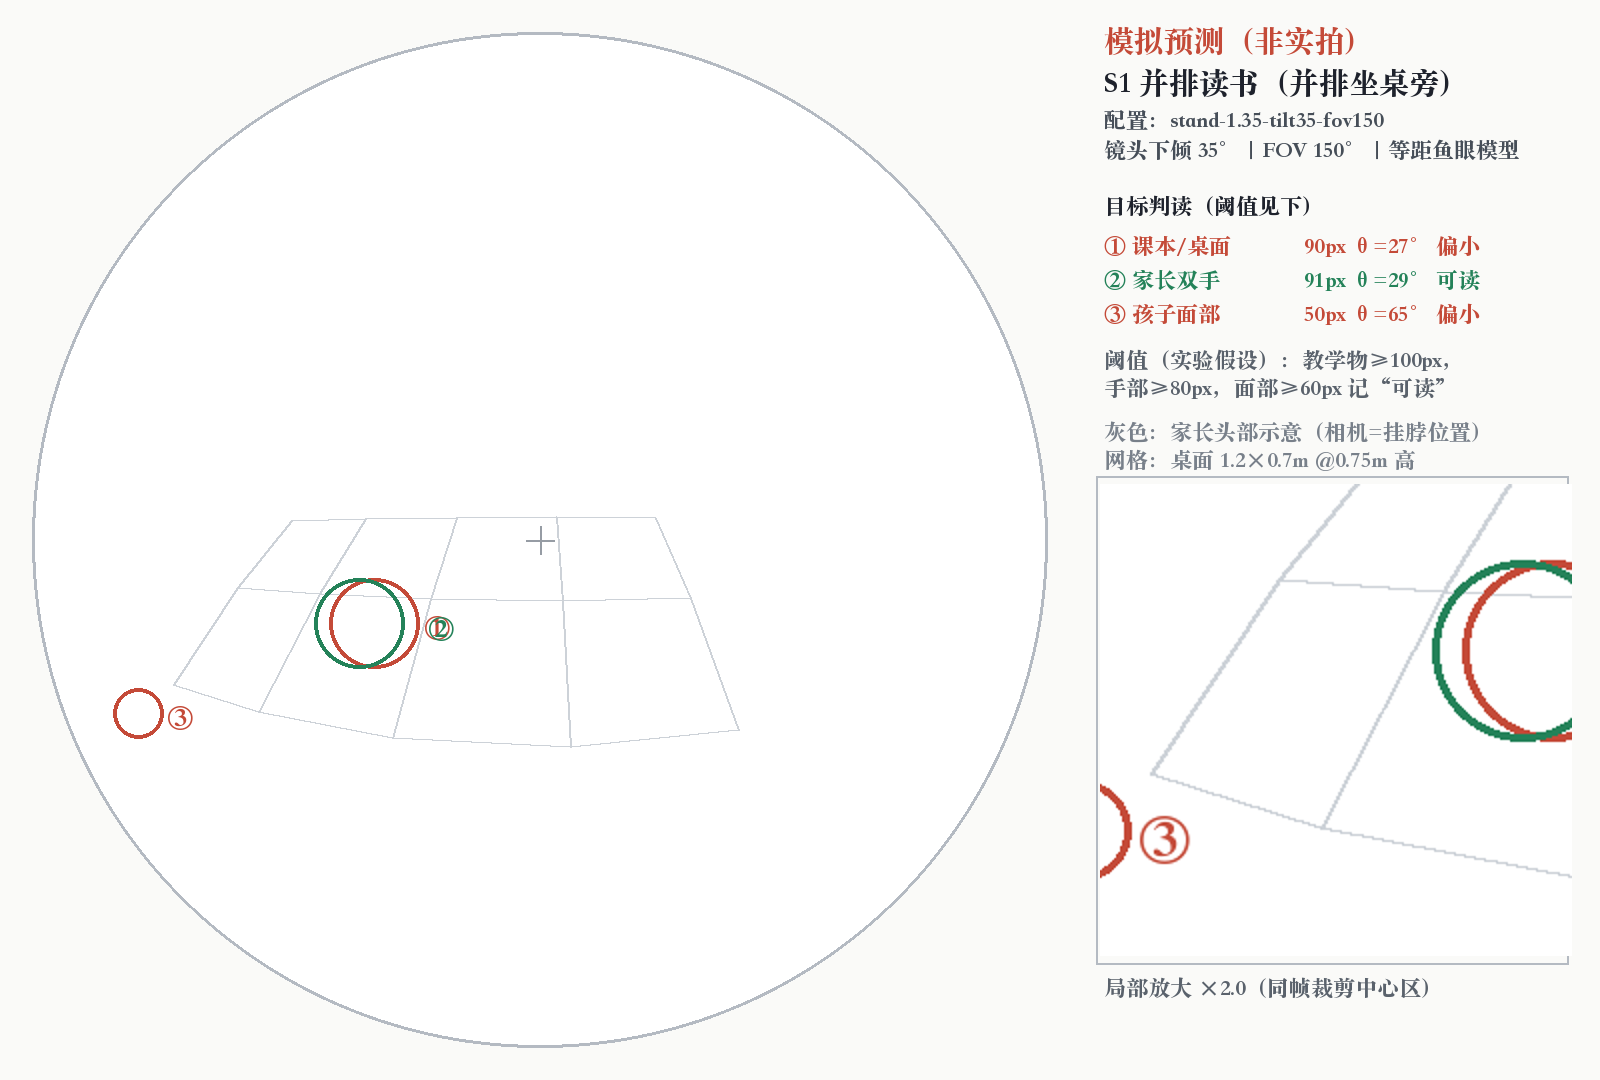 模拟预测（非实拍）
S1 并排读书（并排坐桌旁）
配置：stand-1.35-tilt35-fov150
镜头下倾 35° | FOV 150° | 等距鱼眼模型
目标判读（阈值见下）
① 课本/桌面 90px θ=27° 偏小
② 家长双手 91px θ=29° 可读
③ 孩子面部 50px θ=65° 偏小
阈值（实验假设）：教学物≥100px，
手部≥80px，面部≥60px 记“可读”
灰色：家长头部示意（相机=挂脖位置）
网格：桌面 1.2×0.7m @0.75m 高
①
②
③
③
局部放大 ×2.0（同帧裁剪中心区）